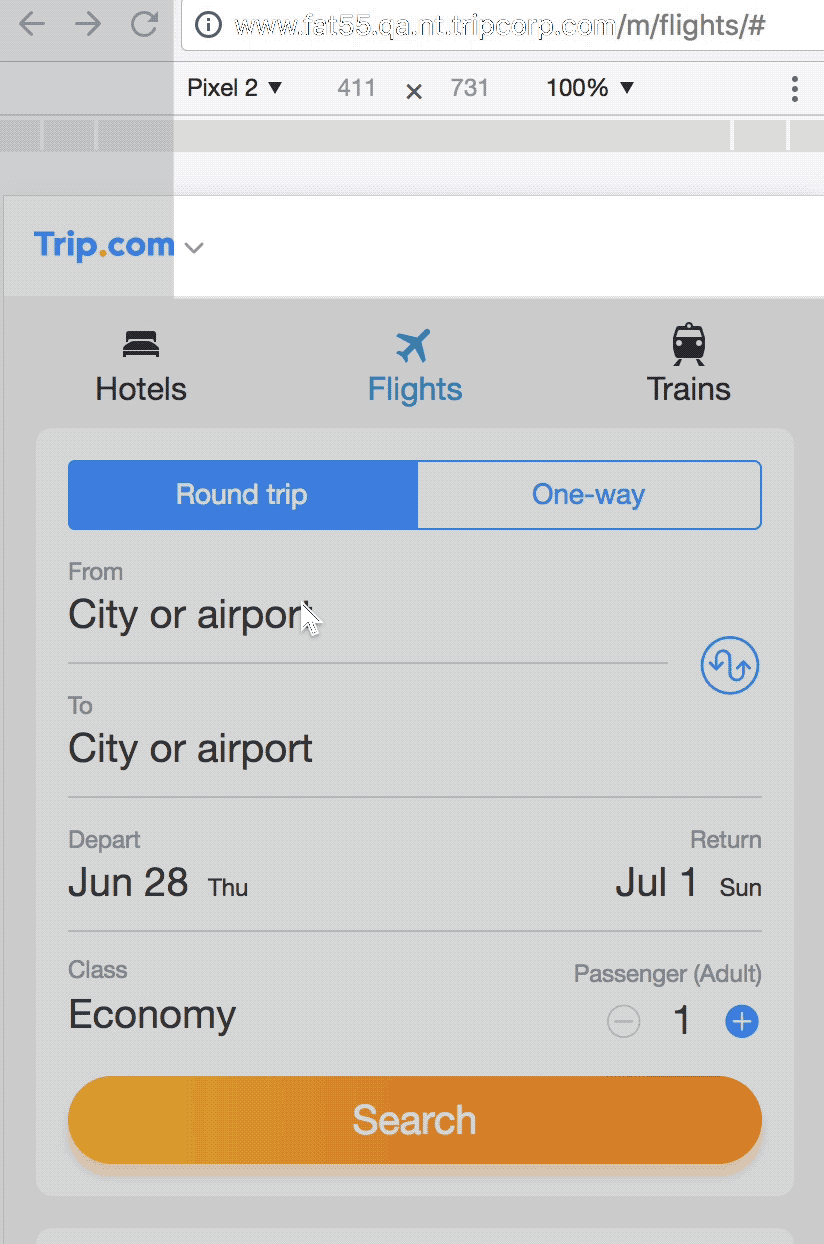 www.fat55.qa.nt.tripcorp.com/m/flights/#
Pixel 2 ▼ 411 × 731 100% ▼
Trip.com
Hotels Flights Trains
Round trip One-way
From
City or airport
To
City or airport
Depart Return
Jun 28 Thu Jul 1 Sun
Class Passenger (Adult)
Economy 1
Search